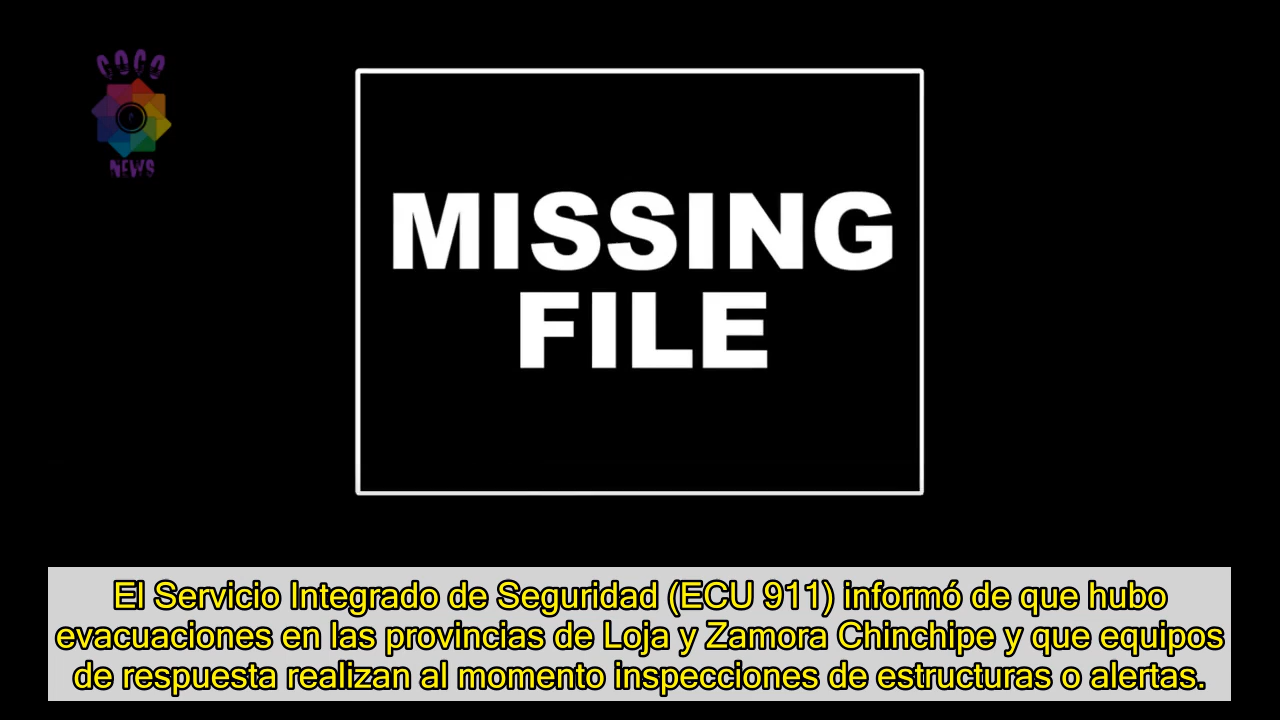 COCO
NEWS
MISSING
FILE
El Servicio Integrado de Seguridad (ECU 911) informó de que hubo
evacuaciones en las provincias de Loja y Zamora Chinchipe y que equipos
de respuesta realizan al momento inspecciones de estructuras o alertas.